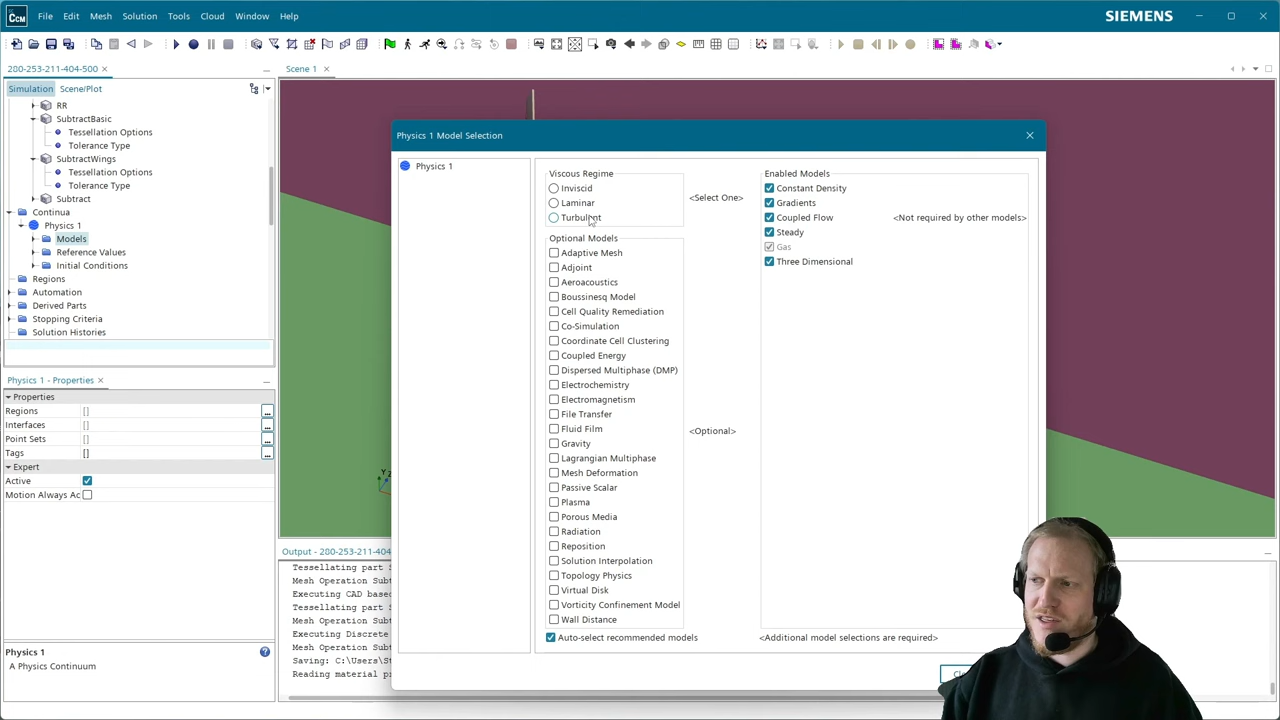 CCM
File Edit Mesh Solution Tools Cloud Window Help
SIEMENS
280-253-211-404-500
Scene 1
Simulation Scene/Plot
RR
SubtractBasic
Tessellation Options
Tolerance Type
SubtractWings
Tessellation Options
Tolerance Type
Subtract
Continua
Physics 1
Models
Reference Values
Initial Conditions
Regions
Automation
Derived Parts
Stopping Criteria
Solution Histories
Physics 1 - Properties
Properties
Regions []
Interfaces []
Point Sets []
Tags []
Expert
Active
Motion Always Ac
Physics 1
A Physics Continuum
Physics 1 Model Selection
Physics 1
Viscous Regime
Inviscid
Laminar
Turbulent
<Select One>
Optional Models
Adaptive Mesh
Adjoint
Aeroacoustics
Boussinesq Model
Cell Quality Remediation
Co-Simulation
Coordinate Cell Clustering
Coupled Energy
Dispersed Multiphase (DMP)
Electrochemistry
Electromagnetism
File Transfer
Fluid Film
Gravity
Lagrangian Multiphase
Mesh Deformation
Passive Scalar
Plasma
Porous Media
Radiation
Reposition
Solution Interpolation
Topology Physics
Virtual Disk
Vorticity Confinement Model
Wall Distance
<Optional>
Auto-select recommended models
Enabled Models
Constant Density
Gradients
Coupled Flow <Not required by other models>
Steady
Gas
Three Dimensional
<Additional model selections are required>
Output - 280-253-211-404
Tessellating part
Mesh Operation
Executing CAD
Tessellating part
Mesh Operation
Executing Discrete
Mesh Operation
Saving: C:\Users\
Reading material
Y